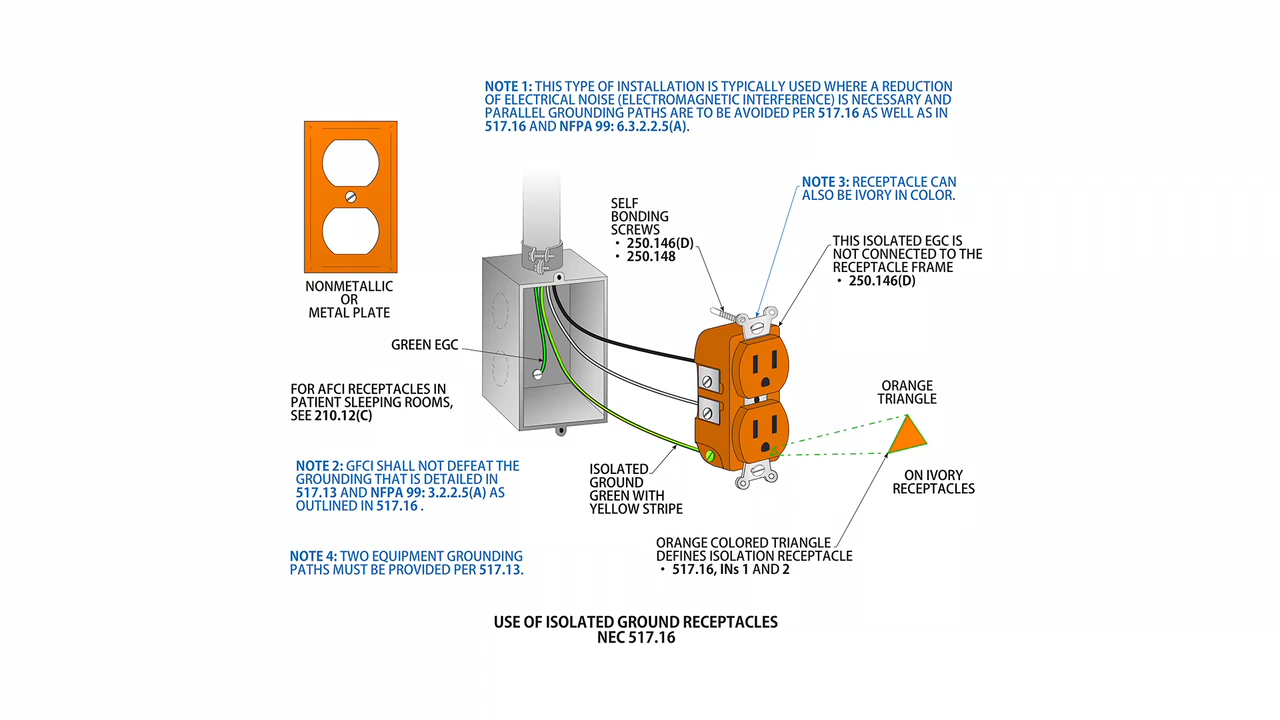 NOTE 1: THIS TYPE OF INSTALLATION IS TYPICALLY USED WHERE A REDUCTION
OF ELECTRICAL NOISE (ELECTROMAGNETIC INTERFERENCE) IS NECESSARY AND
PARALLEL GROUNDING PATHS ARE TO BE AVOIDED PER 517.16 AS WELL AS IN
517.16 AND NFPA 99: 6.3.2.2.5(A).
NOTE 3: RECEPTACLE CAN
ALSO BE IVORY IN COLOR.
SELF
BONDING
SCREWS
• 250.146(D)
• 250.148
THIS ISOLATED EGC IS
NOT CONNECTED TO THE
RECEPTACLE FRAME
• 250.146(D)
NONMETALLIC
OR
METAL PLATE
GREEN EGC
FOR AFCI RECEPTACLES IN
PATIENT SLEEPING ROOMS,
SEE 210.12(C)
ORANGE
TRIANGLE
NOTE 2: GFCI SHALL NOT DEFEAT THE
GROUNDING THAT IS DETAILED IN
517.13 AND NFPA 99: 3.2.2.5(A) AS
OUTLINED IN 517.16 .
ISOLATED
GROUND
GREEN WITH
YELLOW STRIPE
ON IVORY
RECEPTACLES
NOTE 4: TWO EQUIPMENT GROUNDING
PATHS MUST BE PROVIDED PER 517.13.
ORANGE COLORED TRIANGLE
DEFINES ISOLATION RECEPTACLE
• 517.16, INs 1 AND 2
USE OF ISOLATED GROUND RECEPTACLES
NEC 517.16